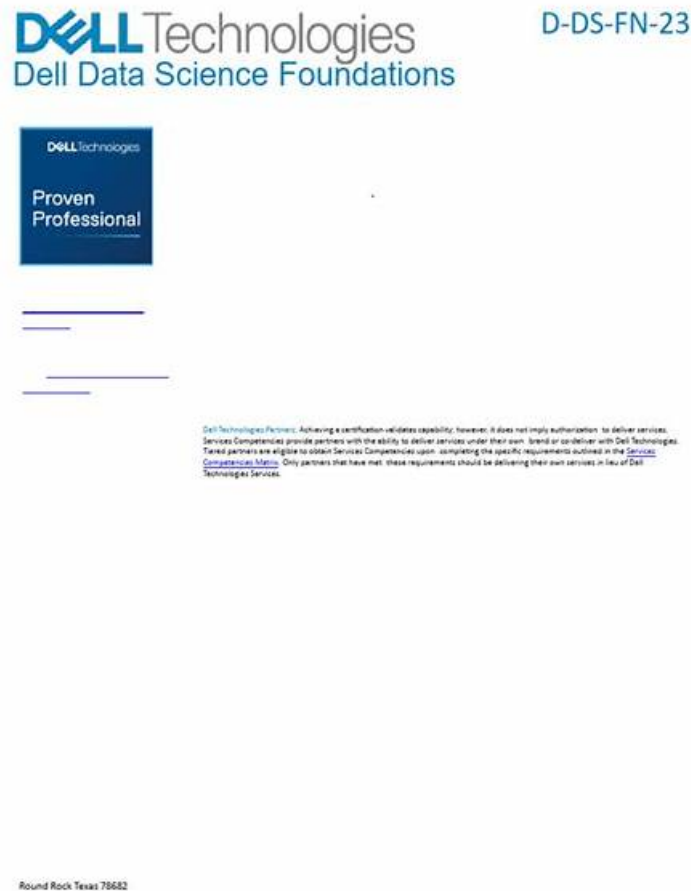 DELL Technologies
D-DS-FN-23
Dell Data Science Foundations
DELL Technologies
Proven
Professional
Dell Technologies Partners: Achieving a certification validates capability; however, it does not imply authorization to deliver services.
Services Competencies provide partners with the ability to deliver services under their own brand or co-deliver with Dell Technologies.
Tiered partners are eligible to obtain Services Competencies upon completing the specific requirements outlined in the Services
Competencies Matrix. Only partners that have met these requirements should be delivering their own services in lieu of Dell
Technologies Services.
Round Rock Texas 78682